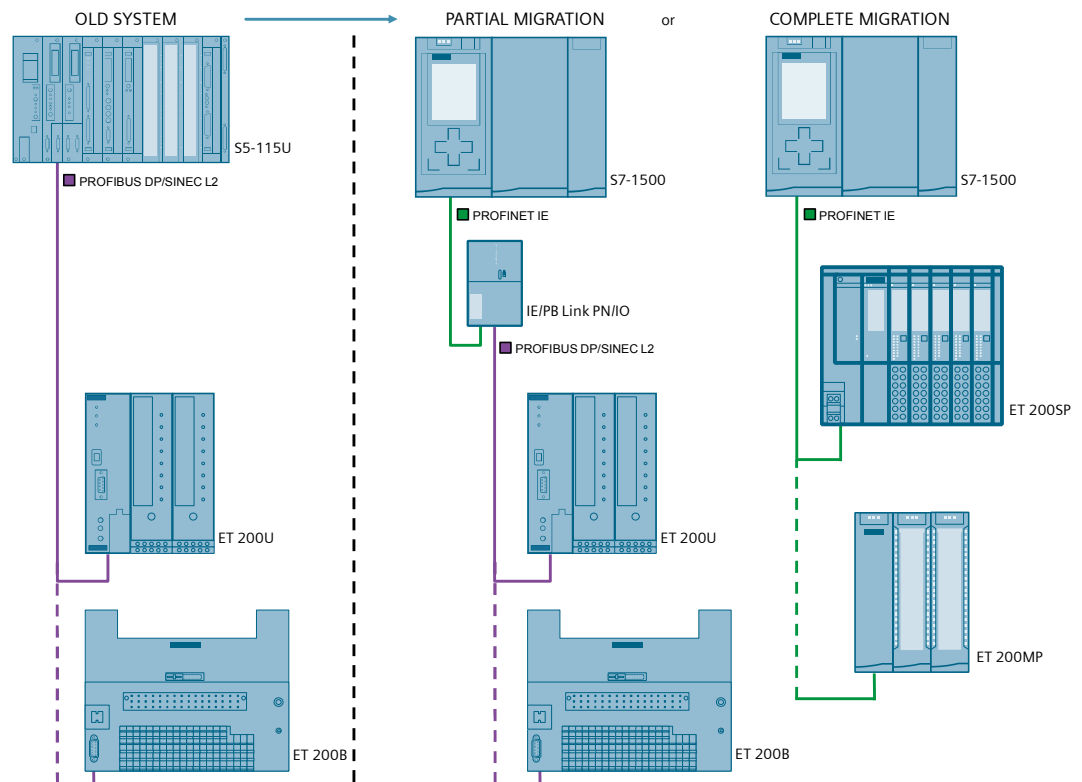 OLD SYSTEM
PARTIAL MIGRATION
or
COMPLETE MIGRATION
S5-115U
PROFIBUS DP/SINEC L2
S7-1500
PROFINET IE
S7-1500
PROFINET IE
IE/PB Link PN/IO
PROFIBUS DP/SINEC L2
ET 200SP
ET 200U
ET 200U
ET 200MP
ET 200B
ET 200B